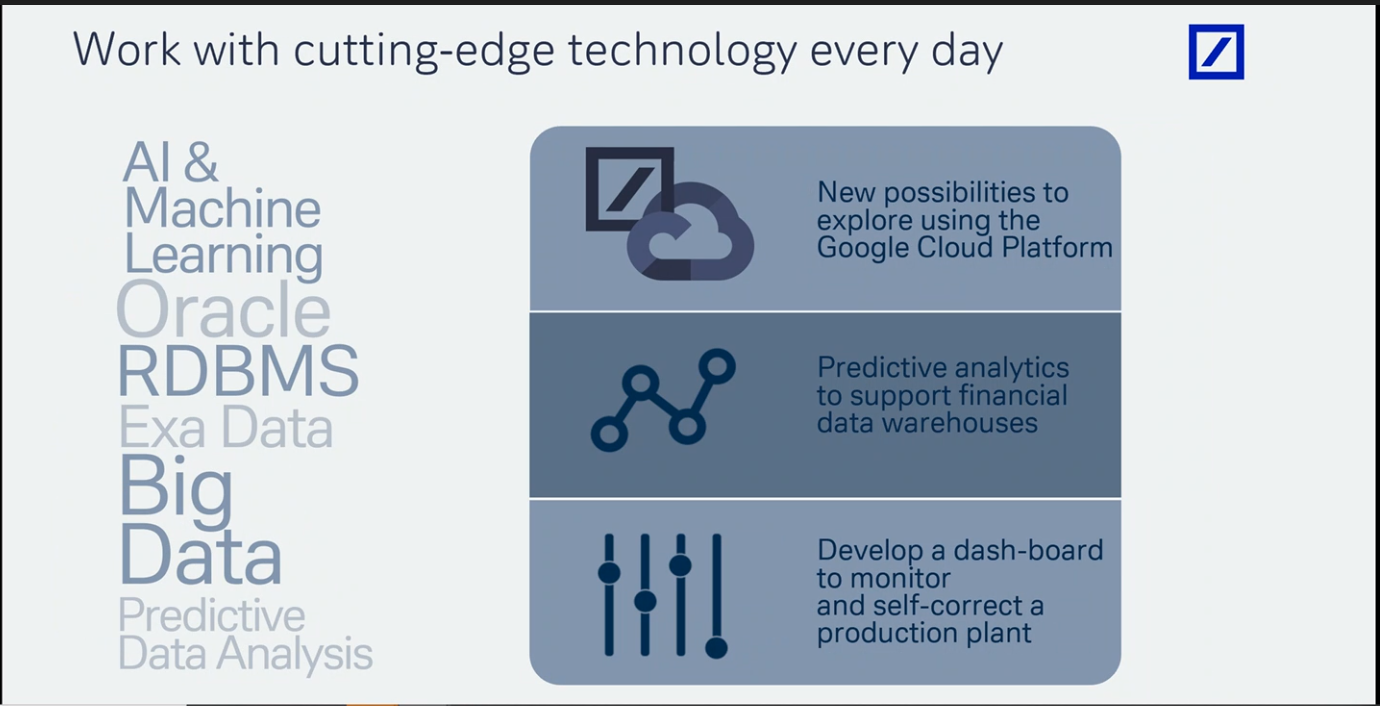 Work with cutting-edge technology every day
AI &
Machine
Learning
Oracle
RDBMS
Exa Data
Big
Data
Predictive
Data Analysis
New possibilities to
explore using the
Google Cloud Platform
Predictive analytics
to support financial
data warehouses
Develop a dash-board
to monitor
and self-correct a
production plant